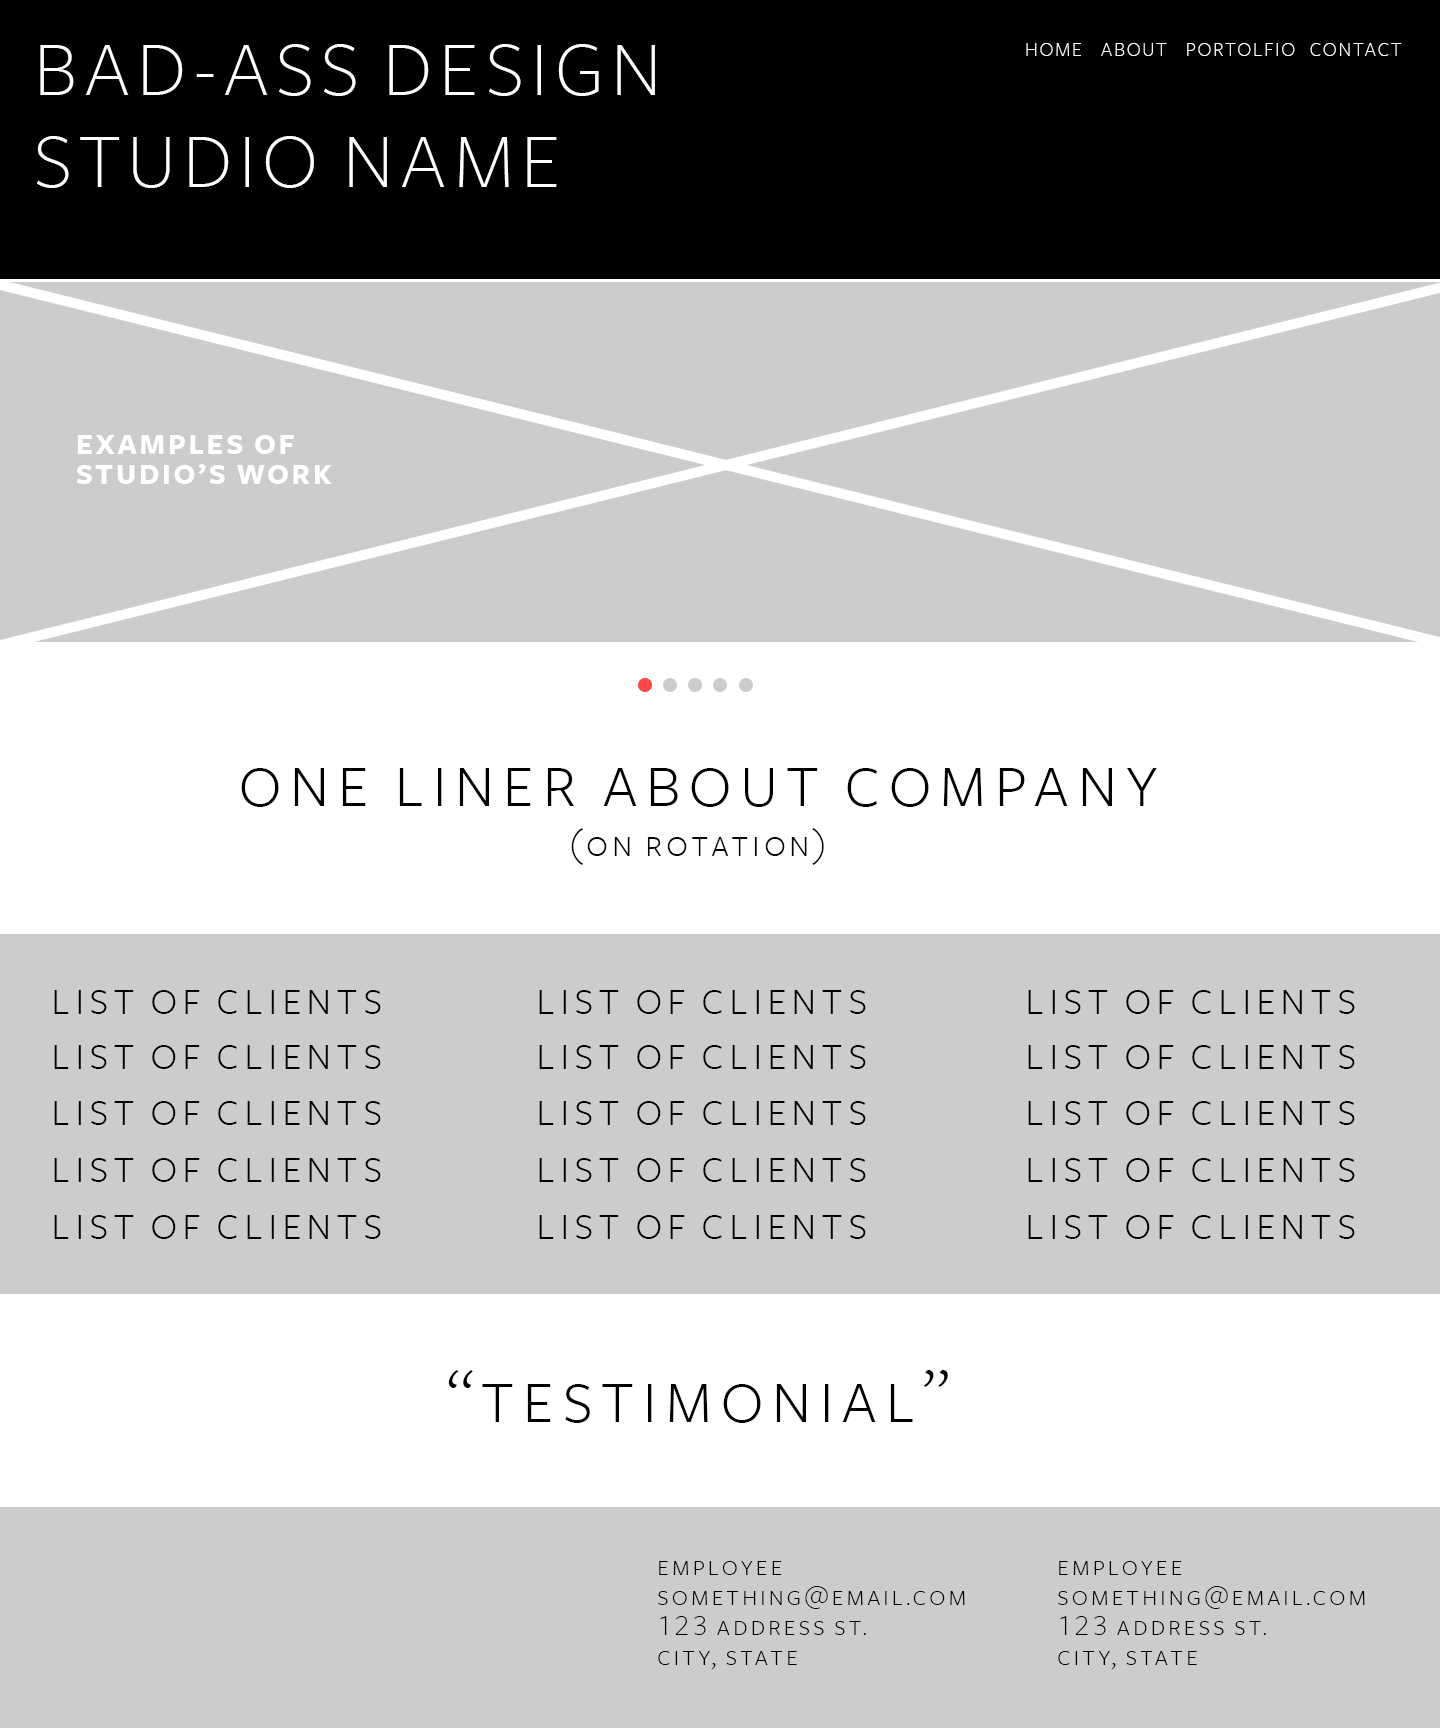 BAD-ASS DESIGN
STUDIO NAME
HOME ABOUT PORTOLFIO CONTACT
EXAMPLES OF
STUDIO’S WORK
ONE LINER ABOUT COMPANY
(ON ROTATION)
LIST OF CLIENTS LIST OF CLIENTS LIST OF CLIENTS
LIST OF CLIENTS LIST OF CLIENTS LIST OF CLIENTS
LIST OF CLIENTS LIST OF CLIENTS LIST OF CLIENTS
LIST OF CLIENTS LIST OF CLIENTS LIST OF CLIENTS
LIST OF CLIENTS LIST OF CLIENTS LIST OF CLIENTS
“TESTIMONIAL”
EMPLOYEE
SOMETHING@EMAIL.COM
123 ADDRESS ST.
CITY, STATE
EMPLOYEE
SOMETHING@EMAIL.COM
123 ADDRESS ST.
CITY, STATE